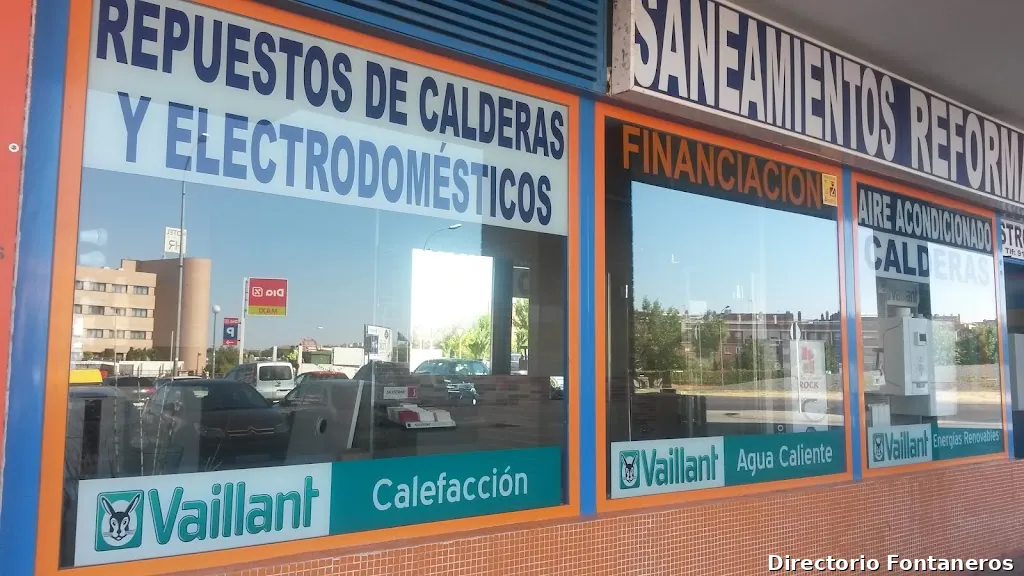 REPUESTOS DE CALDERAS
Y ELECTRODOMÉSTICOS
SANEAMIENTOS REFORMA
FINANCIACION
AIRE ACONDICIONADO
CALDERAS
Vaillant Calefacción
Vaillant Agua Caliente
Vaillant Energías Renovables
Directorio Fontaneros